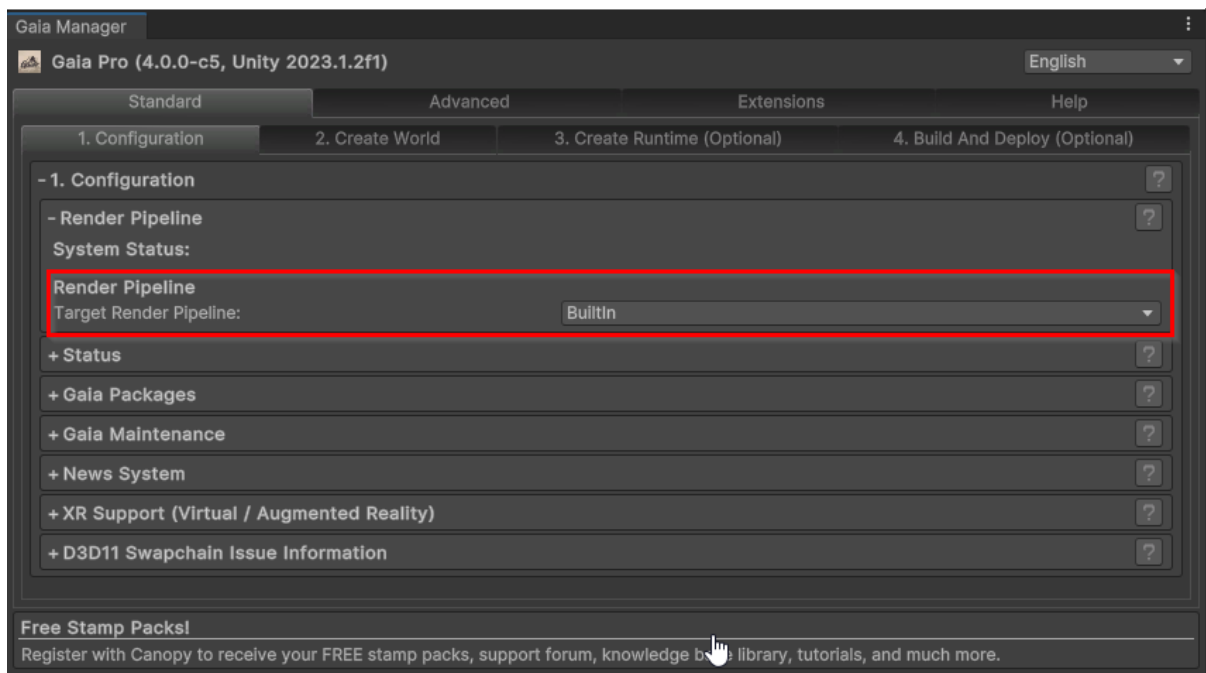 Gaia Manager
Gaia Pro (4.0.0-c5, Unity 2023.1.2f1) English
Standard Advanced Extensions Help
1. Configuration 2. Create World 3. Create Runtime (Optional) 4. Build And Deploy (Optional)
- 1. Configuration ?
- Render Pipeline ?
System Status:
Render Pipeline
Target Render Pipeline: BuiltIn
+ Status ?
+ Gaia Packages ?
+ Gaia Maintenance ?
+ News System ?
+ XR Support (Virtual / Augmented Reality) ?
+ D3D11 Swapchain Issue Information ?
Free Stamp Packs!
Register with Canopy to receive your FREE stamp packs, support forum, knowledge library, tutorials, and much more.